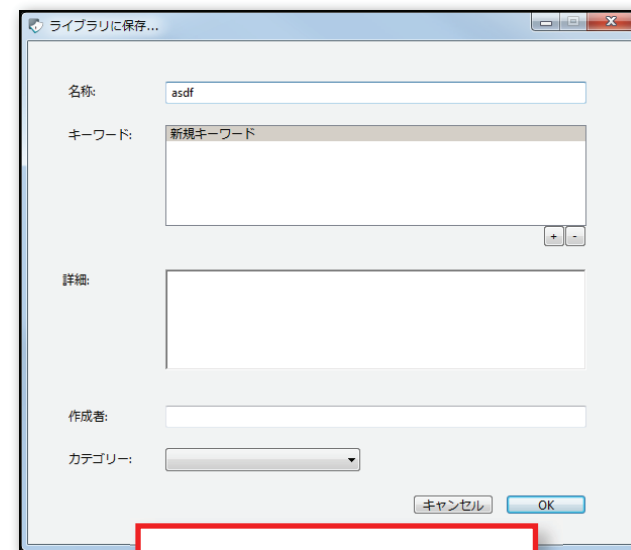 ライブラリに保存...
名称: asdf
キーワード: 新規キーワード
+ -
詳細:
作成者:
カテゴリー:
キャンセル OK